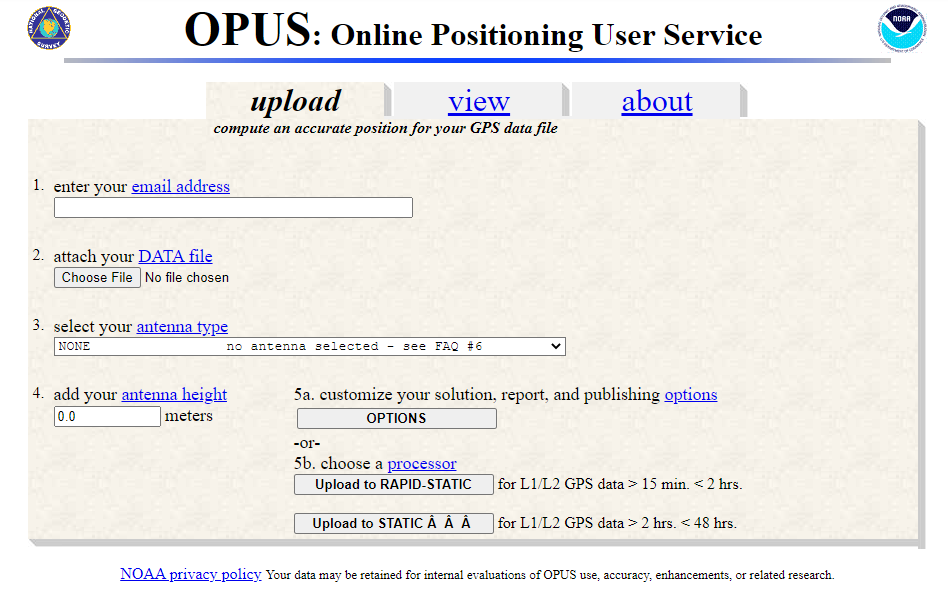 OPUS: Online Positioning User Service
NATIONAL GEODETIC SURVEY
NOAA
upload
view
about
compute an accurate position for your GPS data file
1. enter your email address
2. attach your DATA file
Choose File No file chosen
3. select your antenna type
NONE no antenna selected - see FAQ #6
4. add your antenna height
0.0 meters
5a. customize your solution, report, and publishing options
OPTIONS
-or-
5b. choose a processor
Upload to RAPID-STATIC for L1/L2 GPS data > 15 min. < 2 hrs.
Upload to STATIC Â Â Â for L1/L2 GPS data > 2 hrs. < 48 hrs.
NOAA privacy policy Your data may be retained for internal evaluations of OPUS use, accuracy, enhancements, or related research.